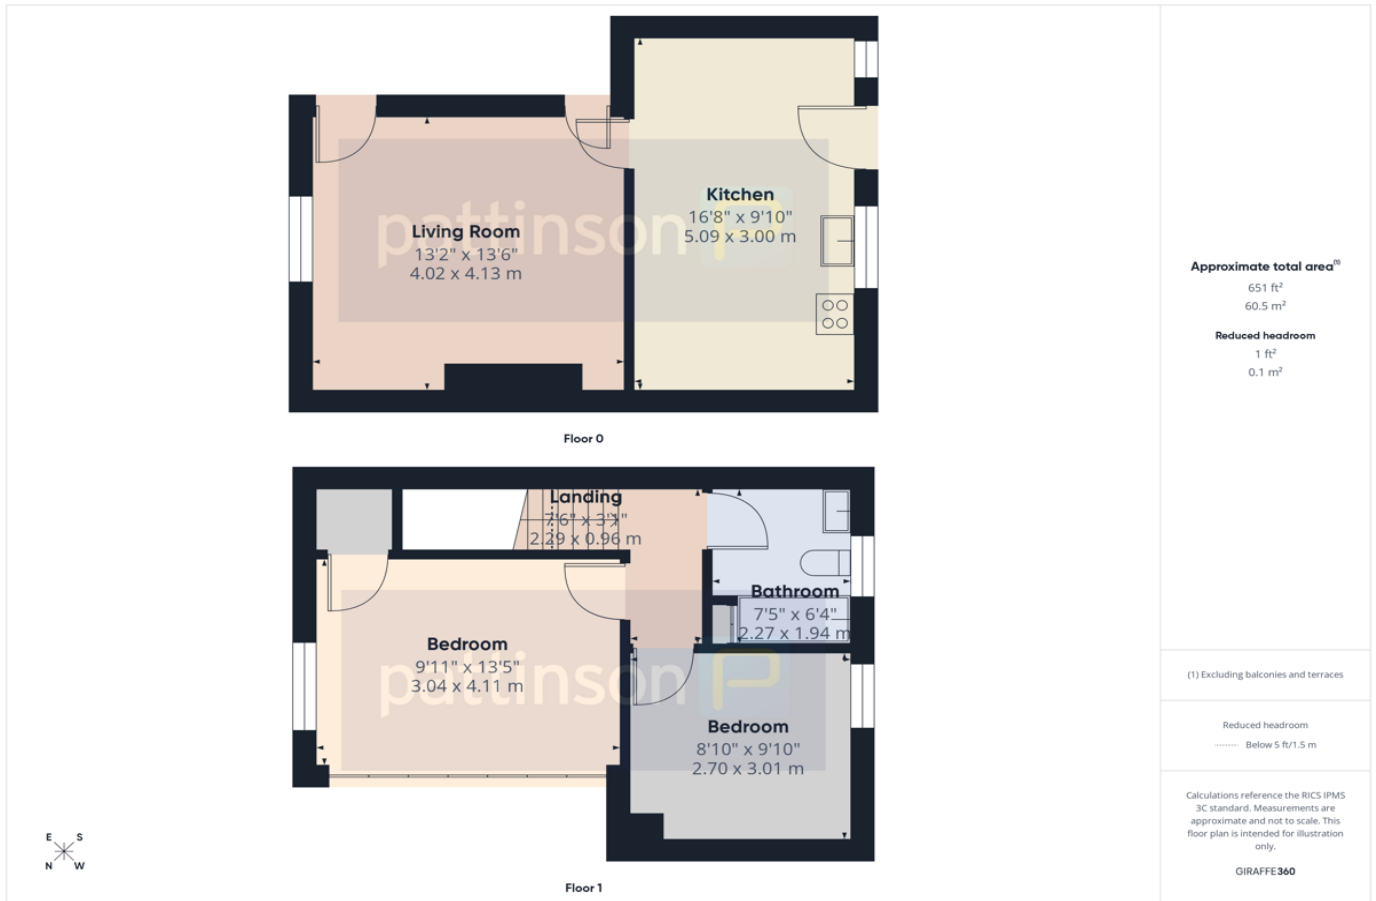 Kitchen
16'8" x 9'10"
5.09 x 3.00 m
pattinson P
Living Room
13'2" x 13'6"
4.02 x 4.13 m
Floor 0
Landing
7'6" x 3'1"
2.29 x 0.96 m
Bathroom
7'5" x 6'4"
2.27 x 1.94 m
Bedroom
9'11" x 13'5"
3.04 x 4.11 m
pattinson P
Bedroom
8'10" x 9'10"
2.70 x 3.01 m
E S
N W
Floor 1
Approximate total area(1)
651 ft²
60.5 m²
Reduced headroom
1 ft²
0.1 m²
(1) Excluding balconies and terraces
Reduced headroom
Below 5 ft/1.5 m
Calculations reference the RICS IPMS
3C standard. Measurements are
approximate and not to scale. This
floor plan is intended for illustration
only.
GIRAFFE360